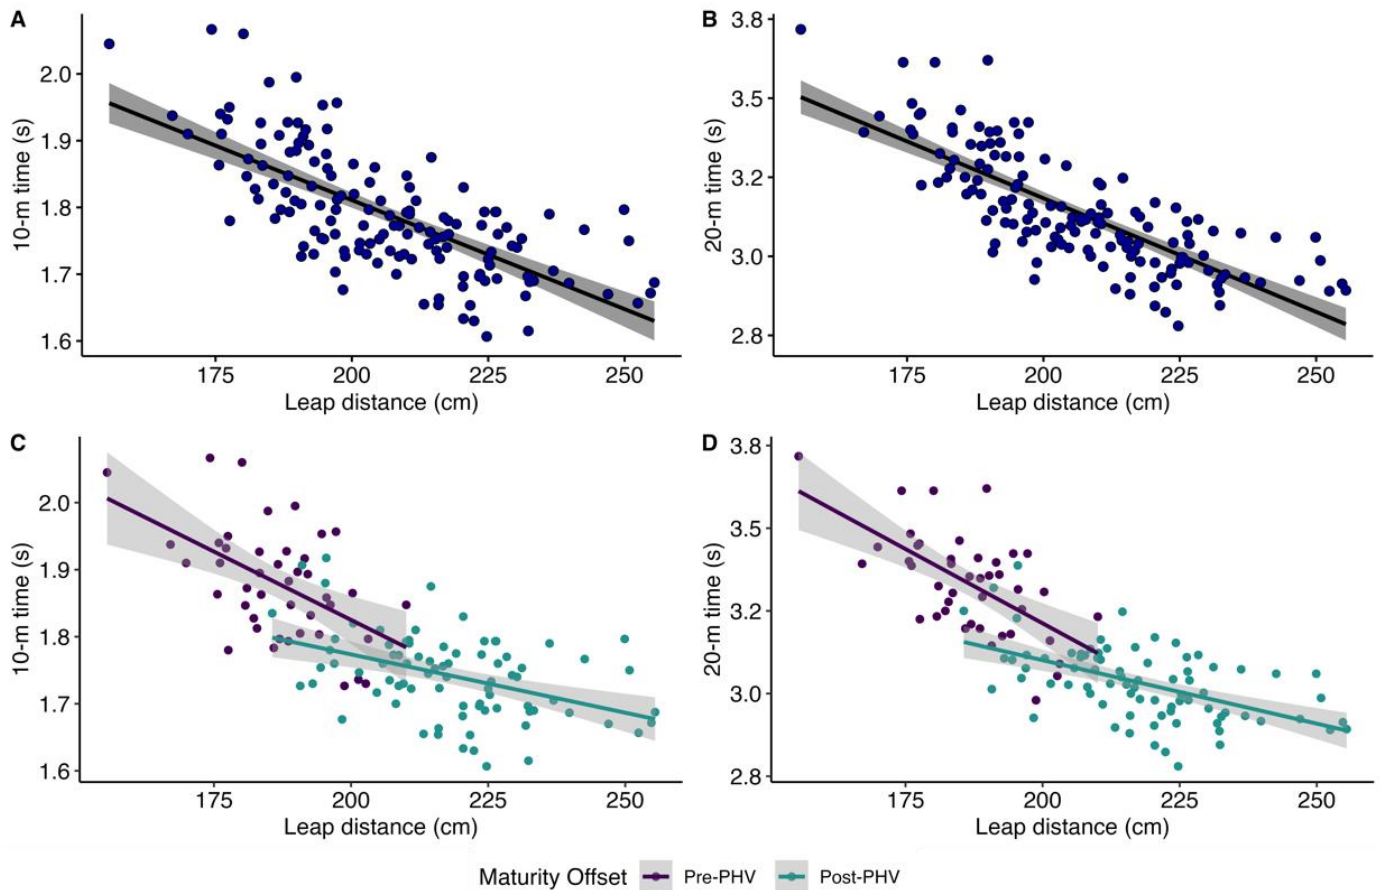 A
10-m time (s)
2.0
1.9
1.8
1.7
1.6
175 200 225 250
Leap distance (cm)
B
20-m time (s)
3.8
3.5
3.2
3.0
2.8
175 200 225 250
Leap distance (cm)
C
10-m time (s)
2.0
1.9
1.8
1.7
1.6
175 200 225 250
Leap distance (cm)
D
20-m time (s)
3.8
3.5
3.2
3.0
2.8
175 200 225 250
Leap distance (cm)
Maturity Offset Pre-PHV Post-PHV